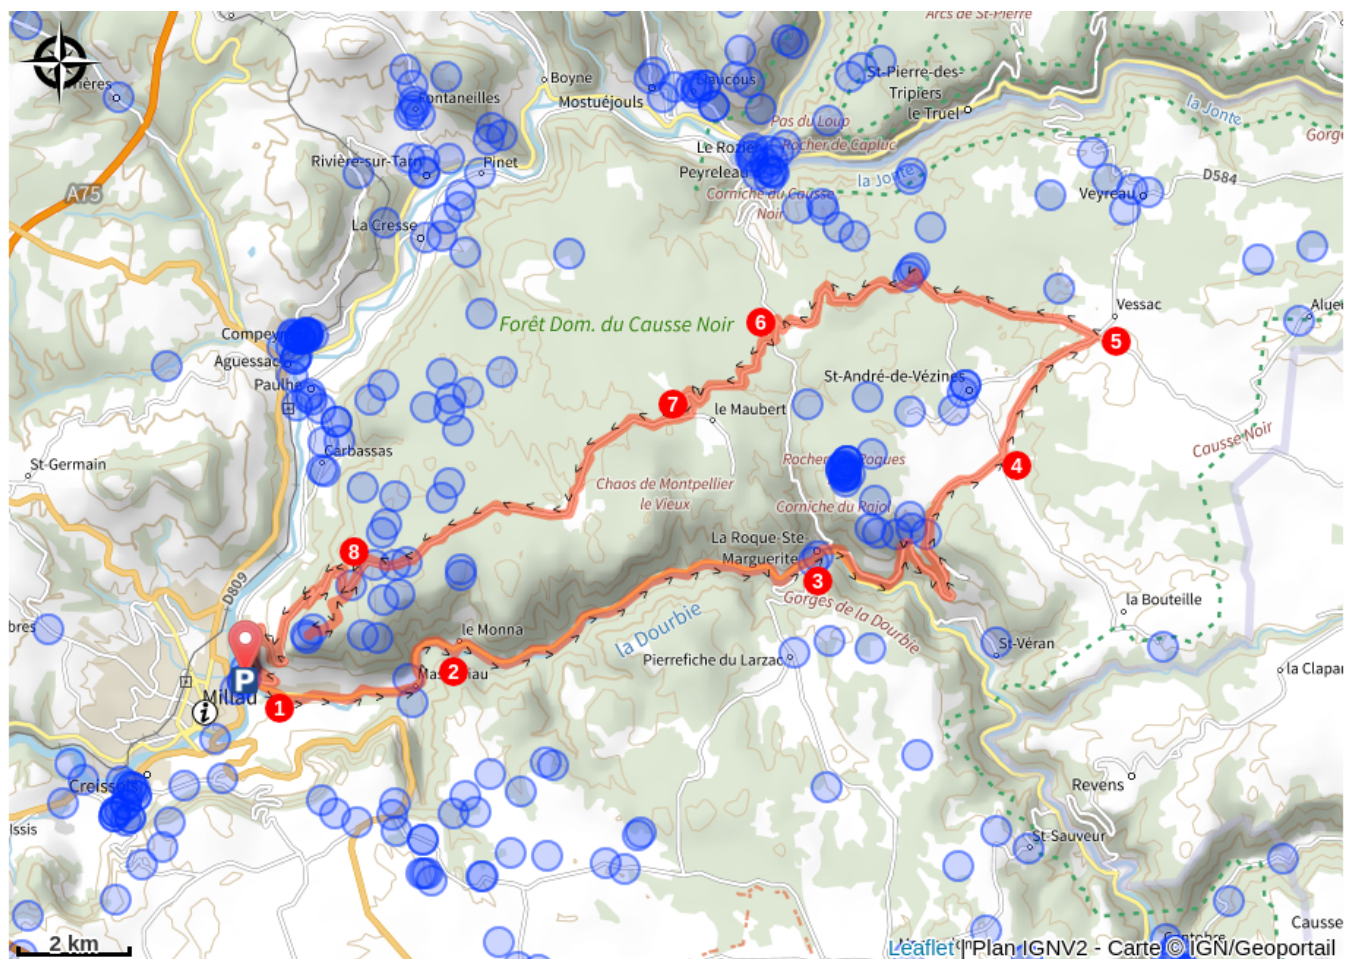 Arcs de St-Pierre
Boyne
Mostuéjouls
Liaucous
St-Pierre-des-
Tripiers
le Truel
la Jonte
Fontaneilles
Pas du Loup
Rocher de Capluc
Le Rozier
Peyreleau
la Jonte
Rivière-sur-Tarn
Pinet
A75
Corniche du Causse
Noir
D584
Veyreau
La Cresse
Vessac
Forêt Dom. du Causse Noir
6
5
Compeyre
Aguessac
Paulhe
St-André-de-Vézines
7
le Maubert
Causse Noir
Carbassas
St-Germain
4
Chaos de Montpellier
le Vieux
Corniche du Rajol
La Roque-Ste-
Marguerite
8
3
D809
Gorges de la Dourbie
la Bouteille
la Dourbie
le Monna
St-Véran
Pierrefiche du Larzac
2
P
Millau
i
1
Creissels
Revens
St-Sauveur
2 km
Causse
Leaflet | Plan IGNV2 - Carte © IGN/Geoportail